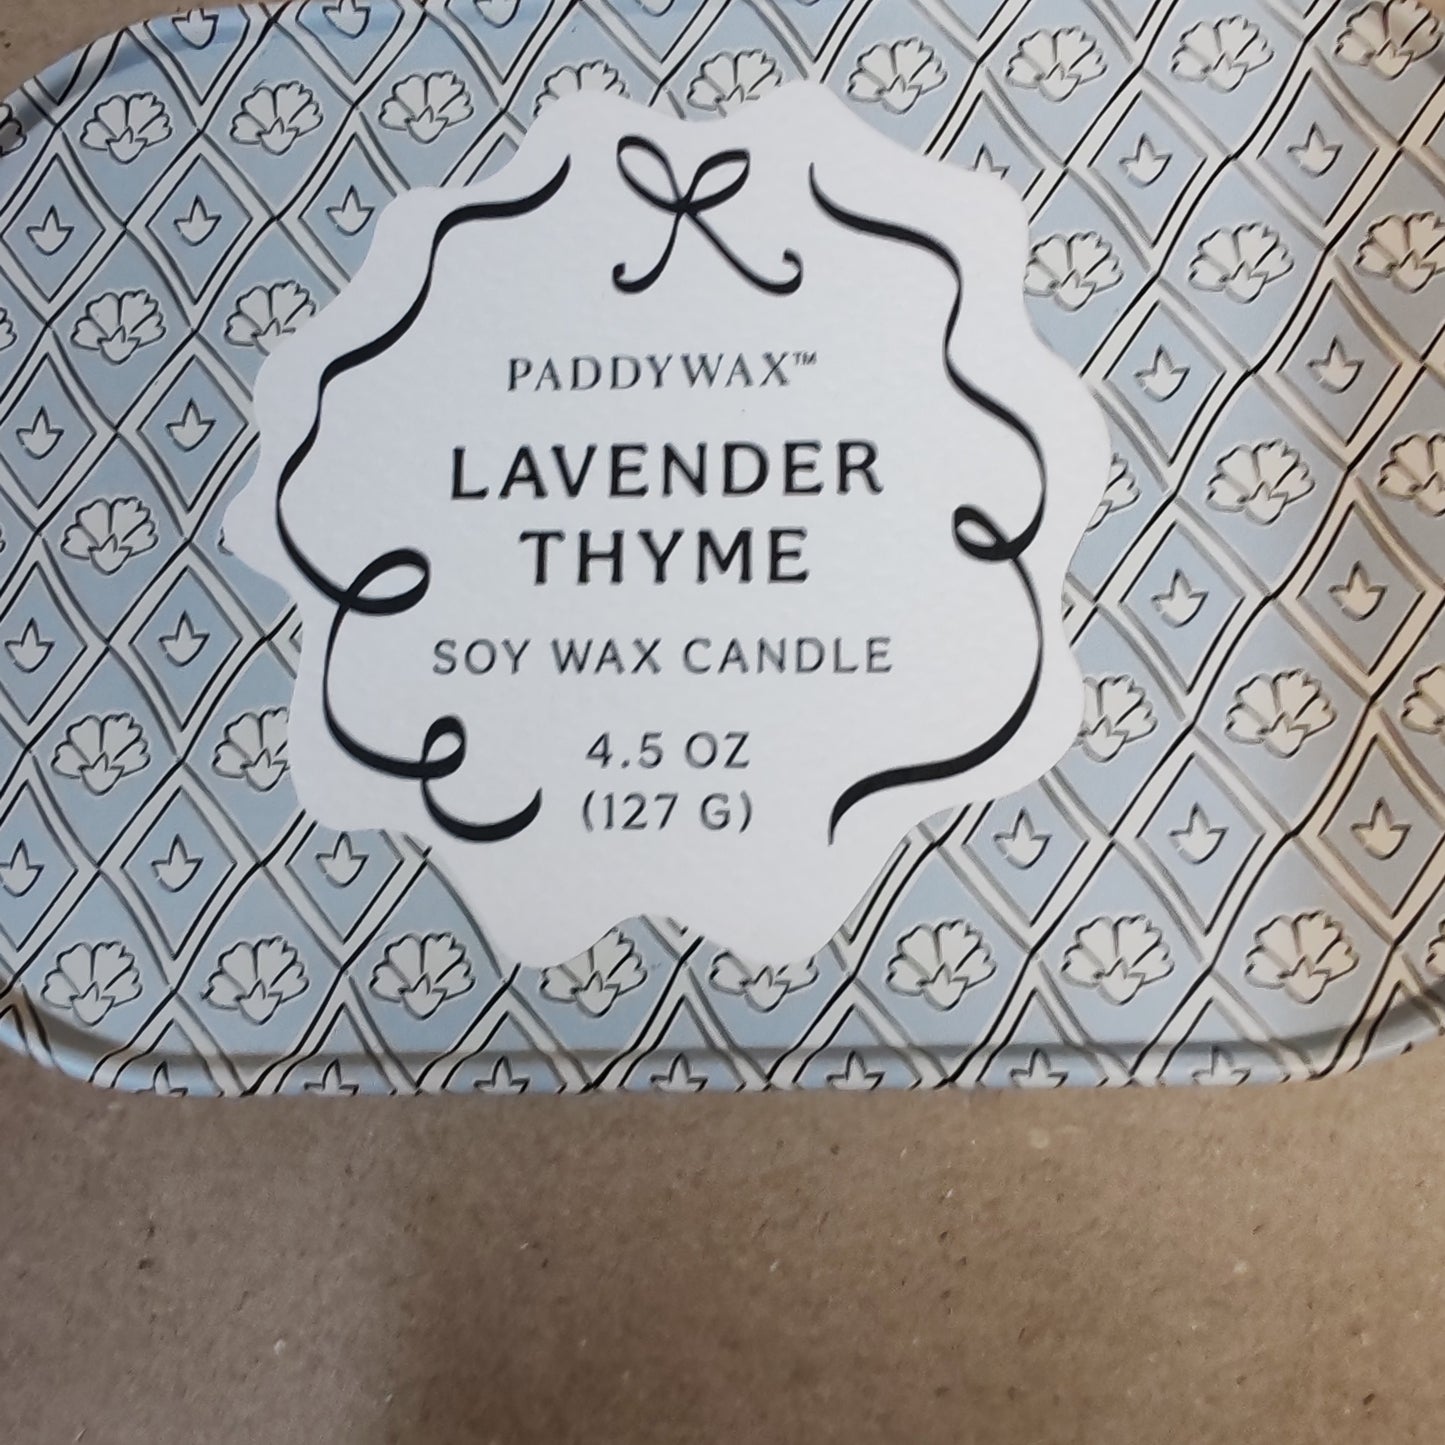 PADDYWAX™
LAVENDER
THYME
SOY WAX CANDLE
4.5 OZ
(127 G)